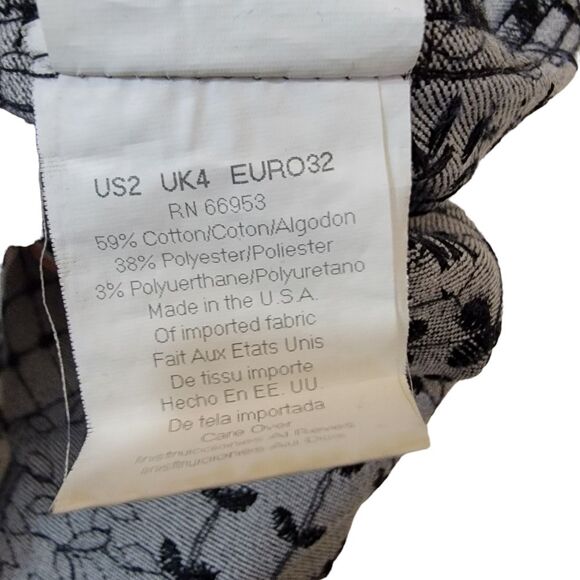 US2 UK4 EURO32
RN 66953
59% Cotton/Coton/Algodon
38% Polyester/Poliester
3% Polyuerthane/Polyuretano
Made in the U.S.A.
Of imported fabric
Fait Aux Etats Unis
De tissu importe
Hecho En EE. UU.
De tela importada
Care Over